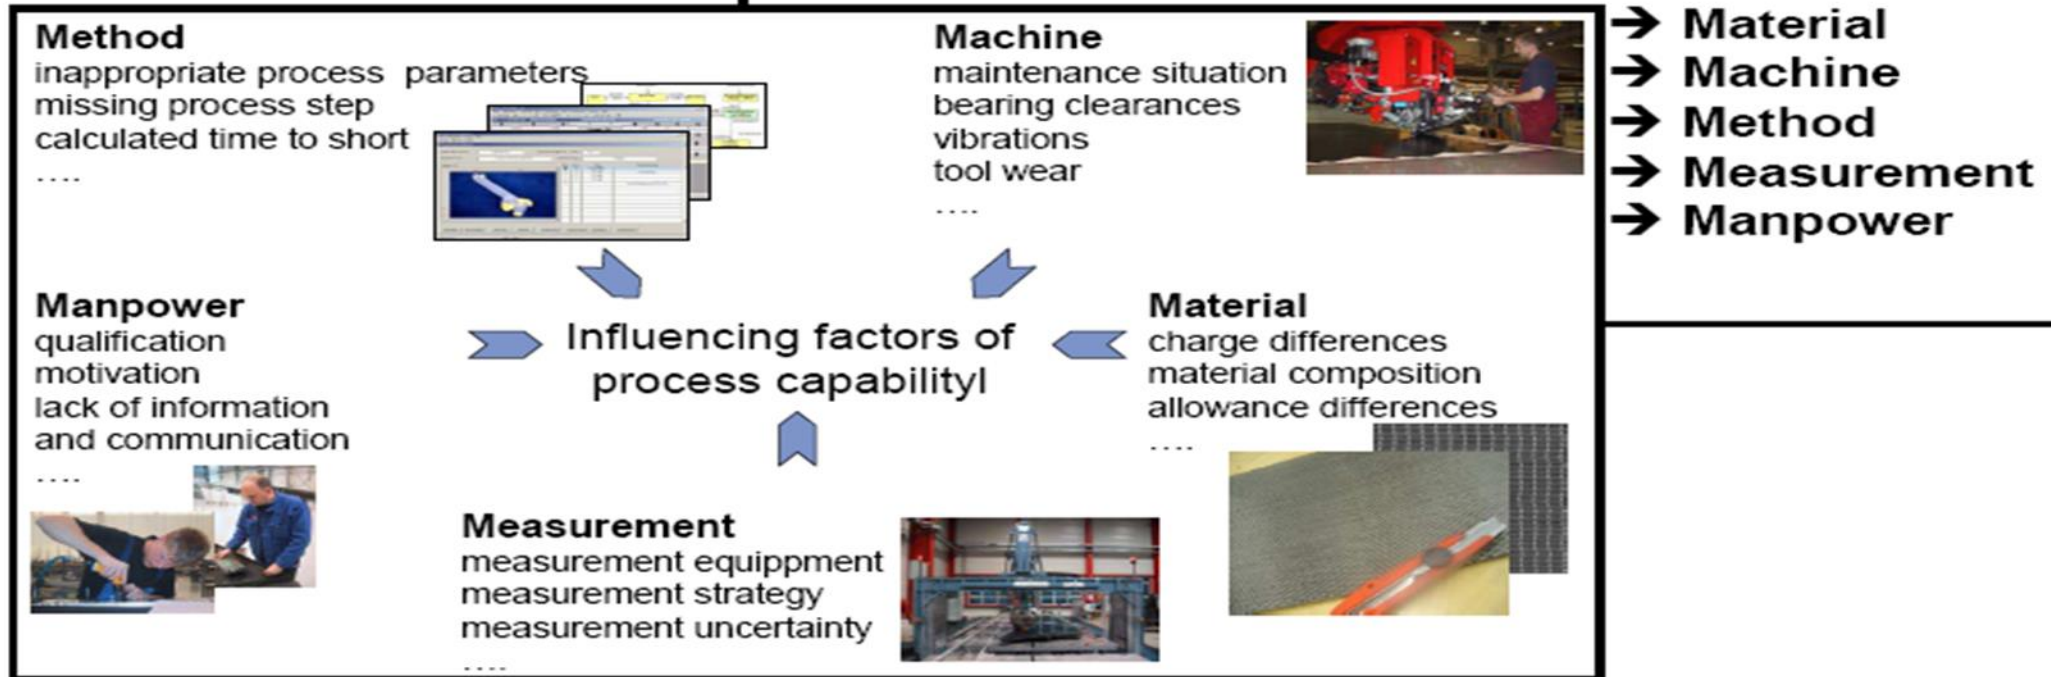 Method
inappropriate process parameters
missing process step
calculated time to short
....
Machine
maintenance situation
bearing clearances
vibrations
tool wear
....
→ Material
→ Machine
→ Method
→ Measurement
→ Manpower
Manpower
qualification
motivation
lack of information
and communication
....
Influencing factors of
process capabilityl
Material
charge differences
material composition
allowance differences
....
Measurement
measurement equippment
measurement strategy
measurement uncertainty
....